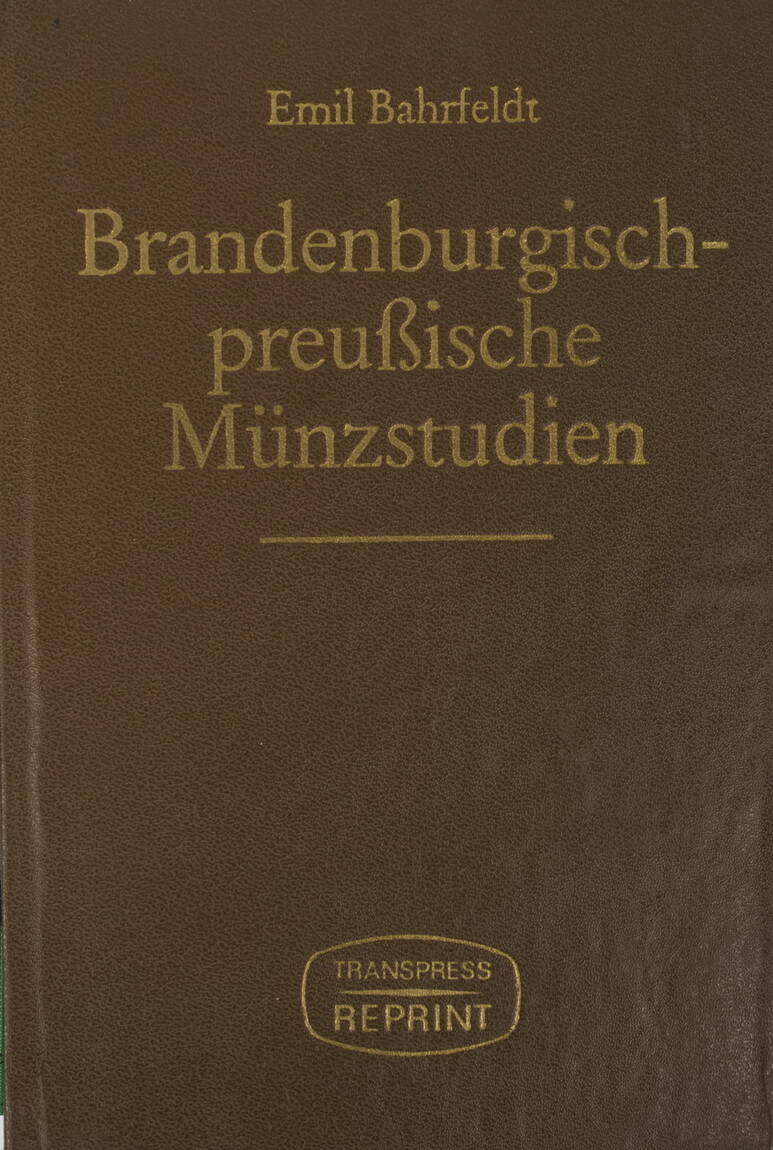 Emil Bahrfeldt
Brandenburgisch-
preußische
Münzstudien
TRANSPRESS
REPRINT